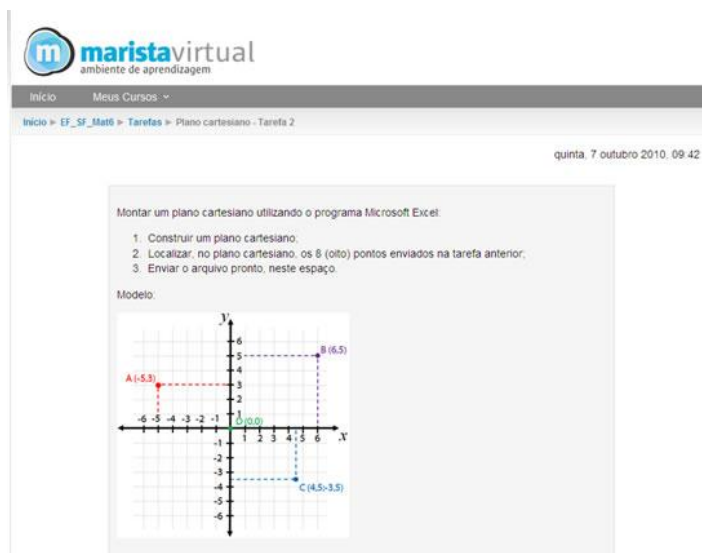 m maristavirtual
ambiente de aprendizagem
Início Meus Cursos
Início ► EF_SF_Mat6 ► Tarefas ► Plano cartesiano - Tarefa 2
quinta, 7 outubro 2010, 09:42
Montar um plano cartesiano utilizando o programa Microsoft Excel:
1. Construir um plano cartesiano;
2. Localizar, no plano cartesiano, os 8 (oito) pontos enviados na tarefa anterior;
3. Enviar o arquivo pronto, neste espaço.
Modelo:
y
6
5
B (6,5)
4
A (-5,3)
3
2
1
-6 -5 -4 -3 -2 -1
D (0,0)
1 2 3 4 5 6 x
-1
-2
-3
-4
C (4,5;-3,5)
-5
-6